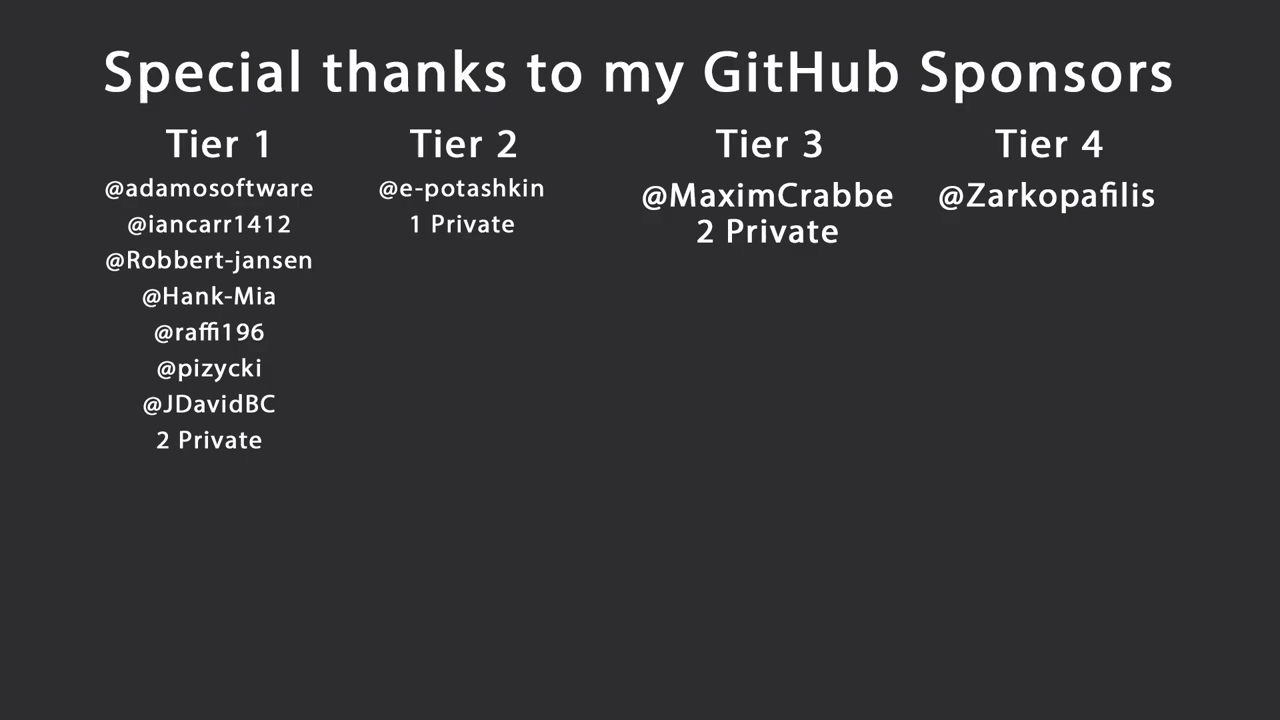 Special thanks to my GitHub Sponsors
Tier 1
@adamosoftware
@iancarr1412
@Robbert-jansen
@Hank-Mia
@raffi196
@pizycki
@JDavidBC
2 Private
Tier 2
@e-potashkin
1 Private
Tier 3
@MaximCrabbe
2 Private
Tier 4
@Zarkopafilis